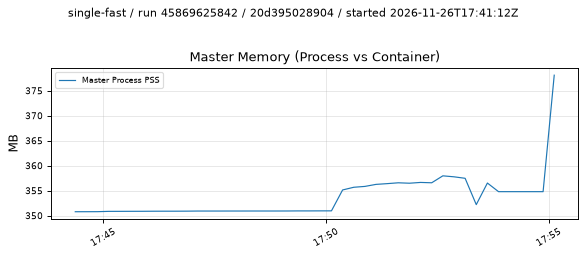 single-fast / run 45869625842 / 20d395028904 / started 2026-11-26T17:41:12Z
Master Memory (Process vs Container)
Master Process PSS
MB
375
370
365
360
355
350
17:45
17:50
17:55